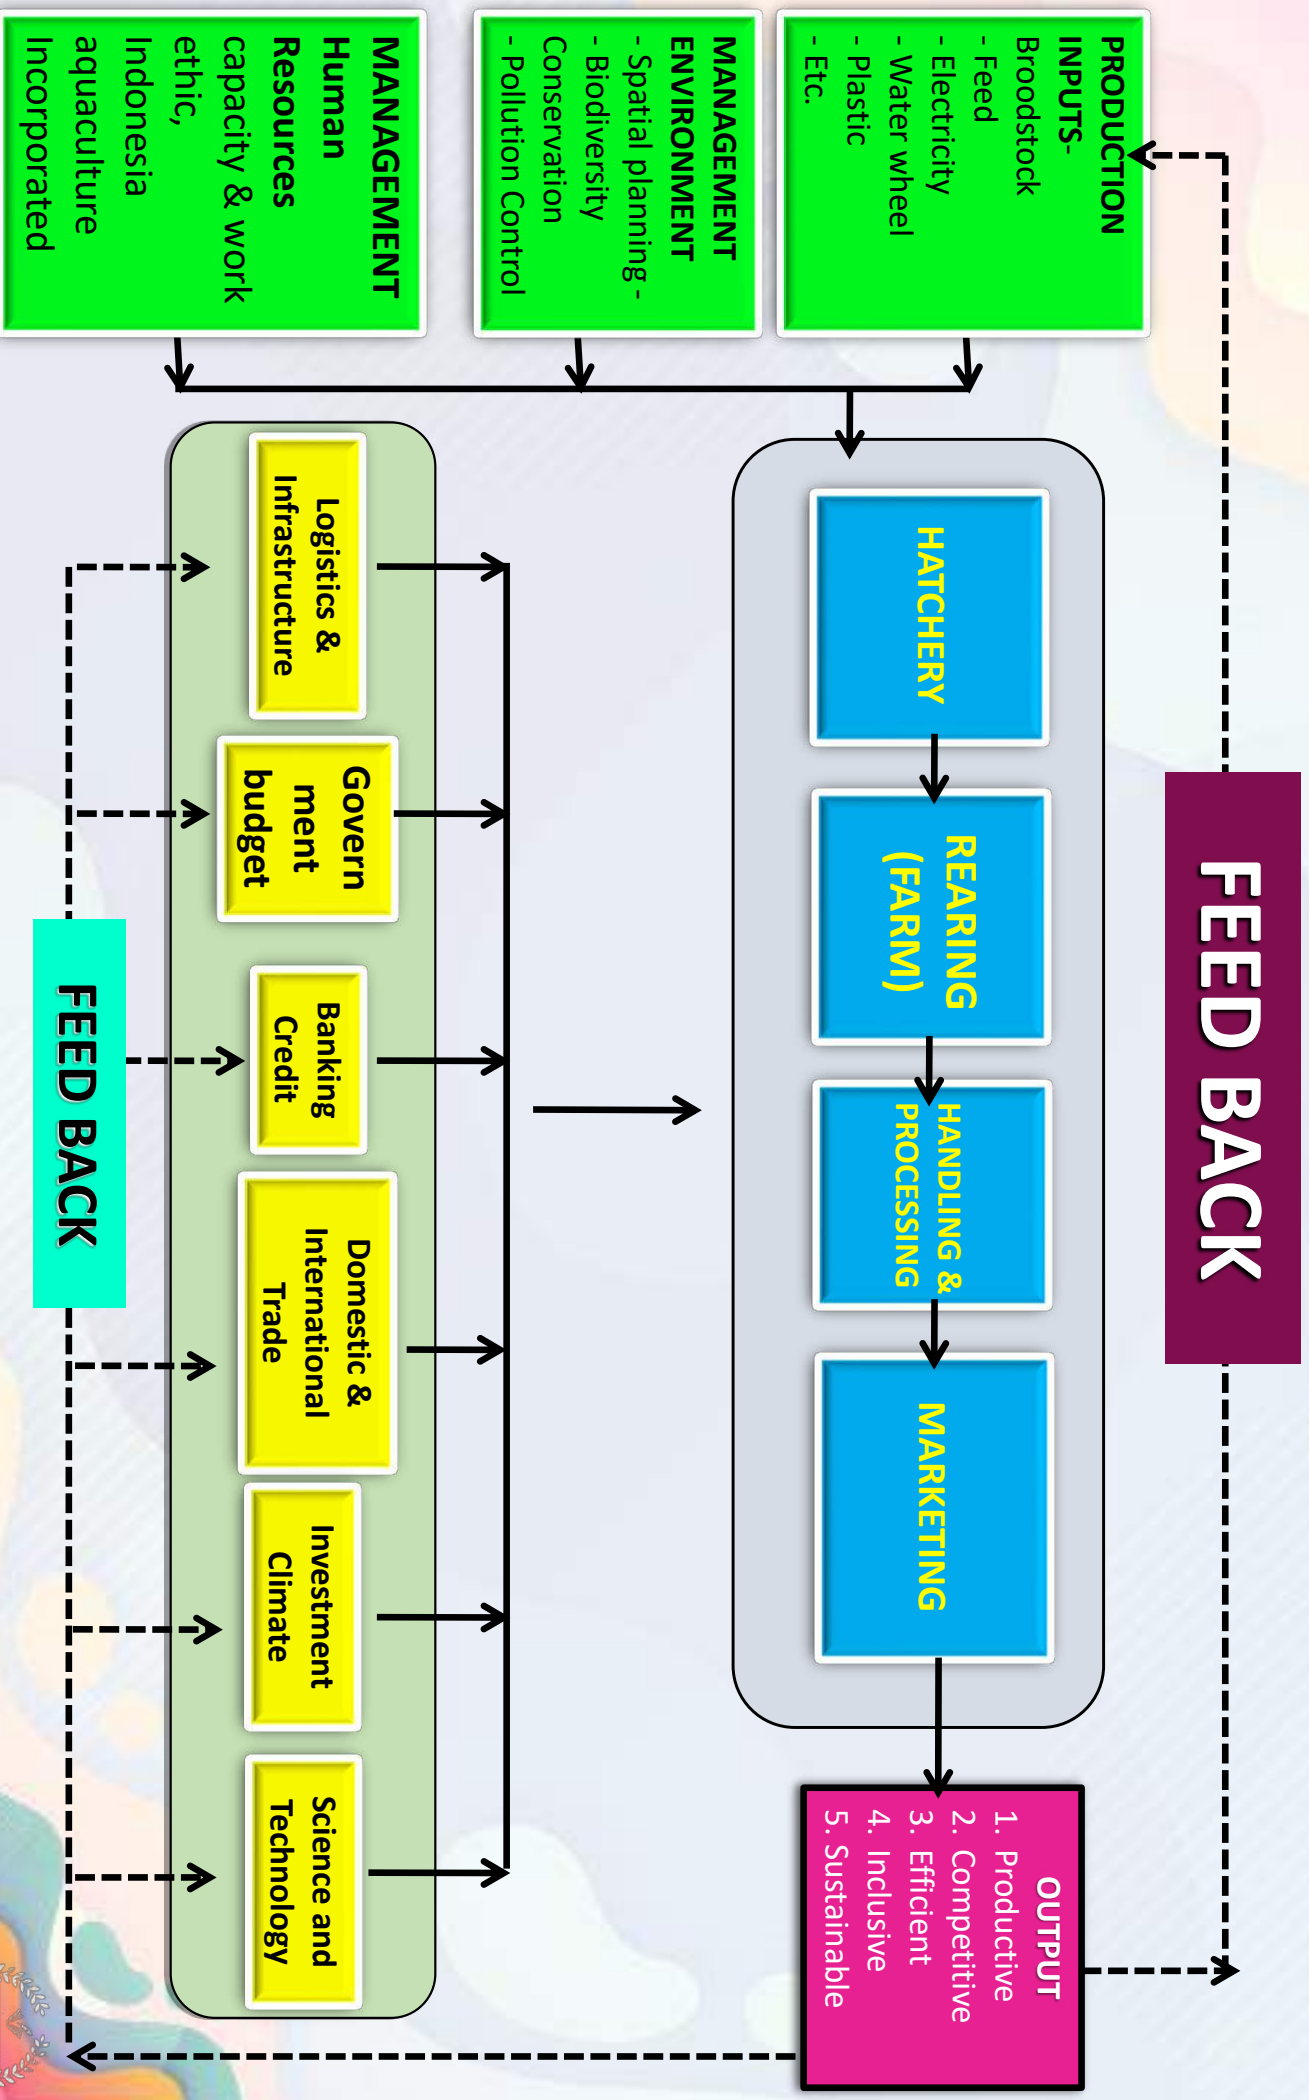 FEED BACK
PRODUCTION
INPUTS-
Broodstock
- Feed
- Electricity
- Water wheel
- Plastic
- Etc.
MANAGEMENT
ENVIRONMENT
- Spatial planning -
- Biodiversity
Conservation
- Pollution Control
MANAGEMENT
Human
Resources
capacity & work
ethic,
Indonesia
aquaculture
Incorporated
HATCHERY
REARING
(FARM)
HANDLING &
PROCESSING
MARKETING
OUTPUT
1. Productive
2. Competitive
3. Efficient
4. Inclusive
5. Sustainable
Logistics &
Infrastructure
Govern
ment
budget
Banking
Credit
Domestic &
International
Trade
Investment
Climate
Science and
Technology
FEED BACK